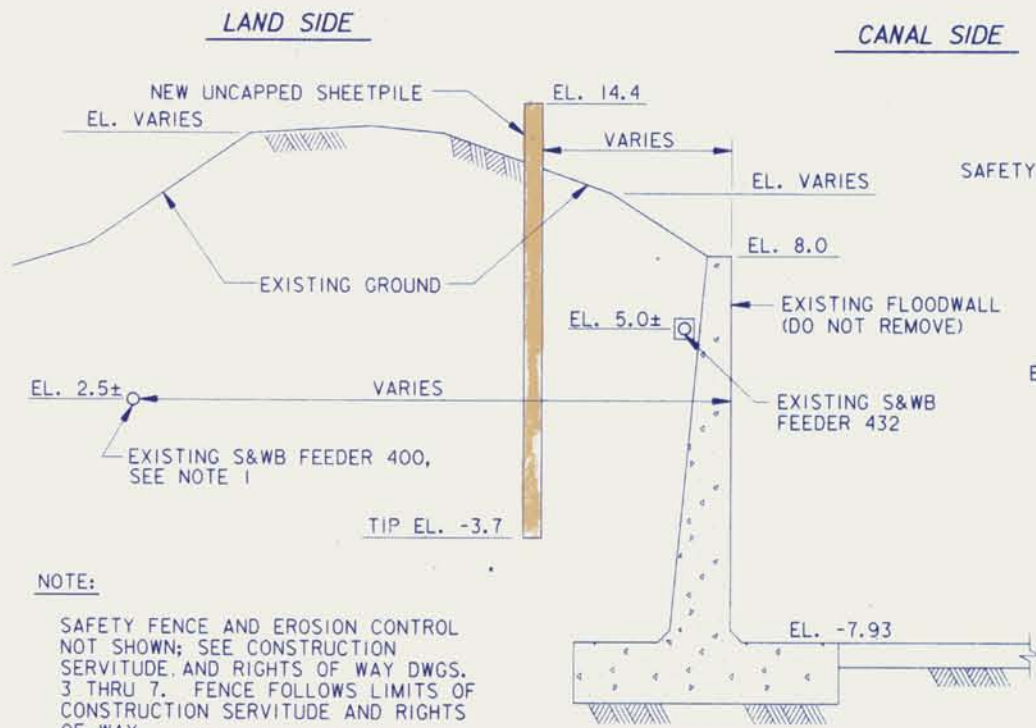 LAND SIDE
CANAL SIDE
NEW UNCAPPED SHEETPILE
EL. 14.4
EL. VARIES
VARIES
SAFETY
EL. VARIES
EL. 8.0
EXISTING GROUND
EXISTING FLOODWALL
(DO NOT REMOVE)
EL. 5.0±
E
EL. 2.5±
VARIES
EXISTING S&WB
FEEDER 432
EXISTING S&WB FEEDER 400,
SEE NOTE 1
TIP EL. -3.7
NOTE:
SAFETY FENCE AND EROSION CONTROL
NOT SHOWN; SEE CONSTRUCTION
SERVITUDE AND RIGHTS OF WAY DWGS.
3 THRU 7. FENCE FOLLOWS LIMITS OF
CONSTRUCTION SERVITUDE AND RIGHTS
OF WAY
EL. -7.93